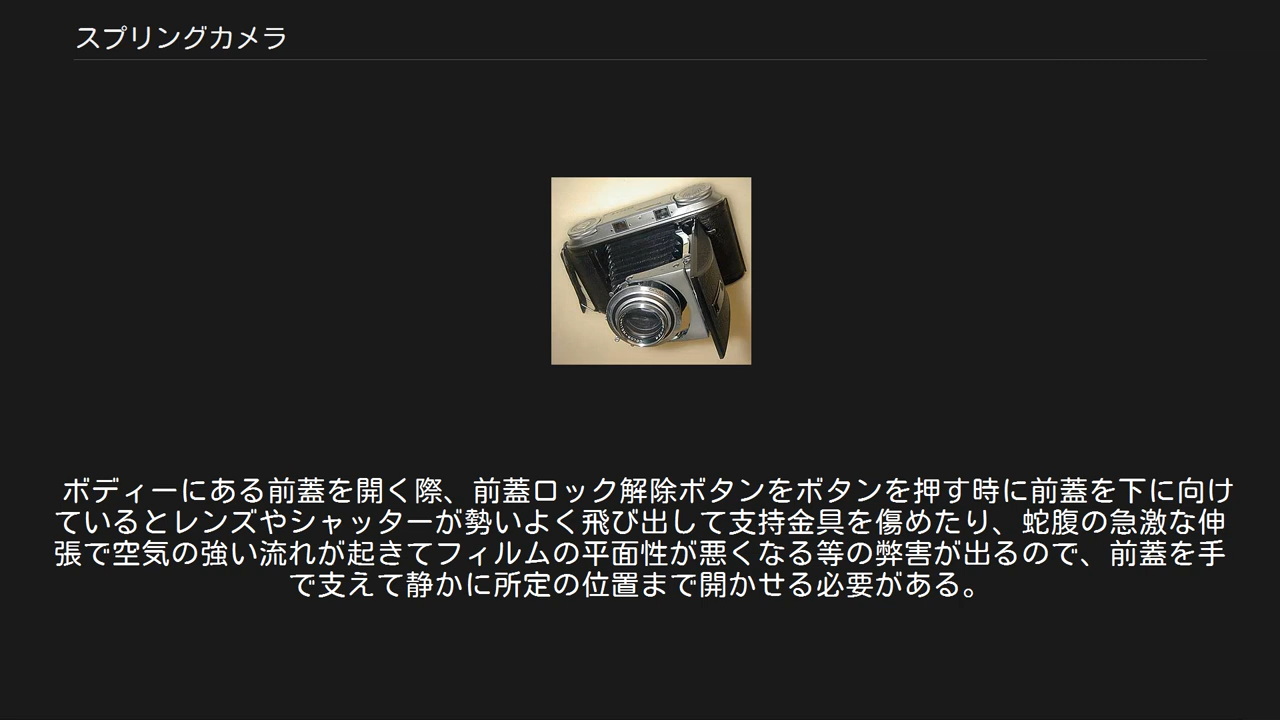 スプリングカメラ
ボディーにある前蓋を開く際、前蓋ロック解除ボタンをボタンを押す時に前蓋を下に向け
ているとレンズやシャッターが勢いよく飛び出して支持金具を傷めたり、蛇腹の急激な伸
張で空気の強い流れが起きてフィルムの平面性が悪くなる等の弊害が出るので、前蓋を手
で支えて静かに所定の位置まで開かせる必要がある。